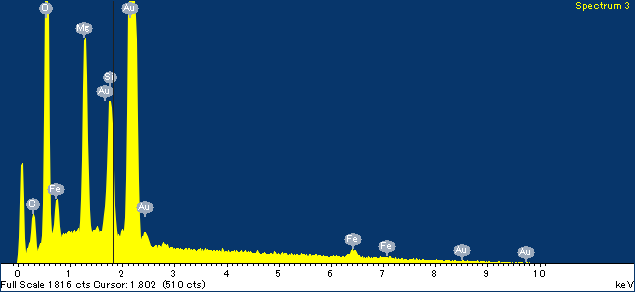 Spectrum 3
O Au
Mg
Si
Au
Fe
C Au
Fe Fe Au Au
0 1 2 3 4 5 6 7 8 9 10
Full Scale 1816 cts Cursor: 1.802 (510 cts) keV